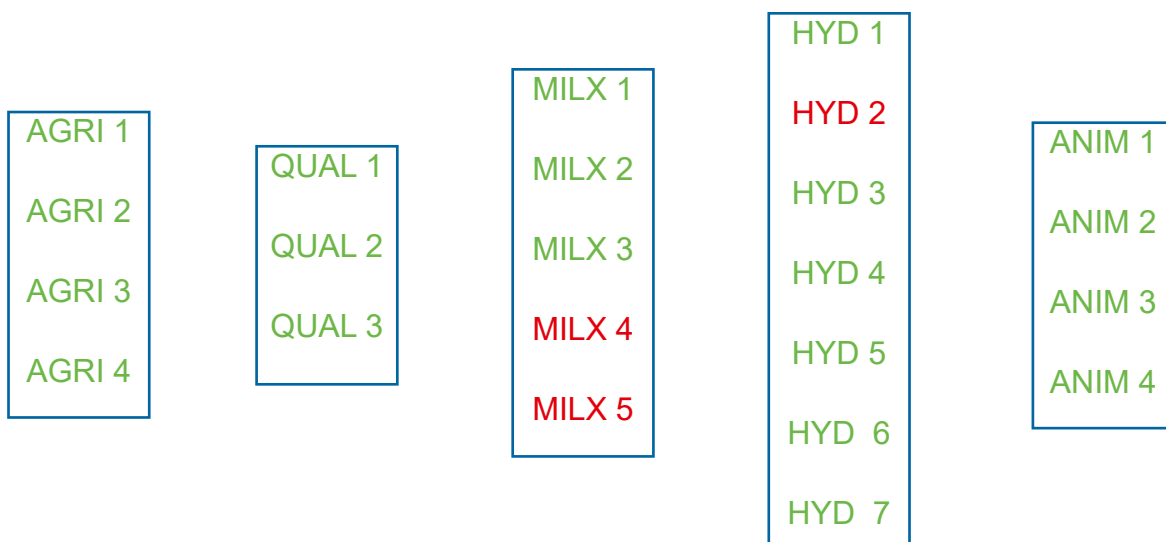 AGRI 1
AGRI 2
AGRI 3
AGRI 4
QUAL 1
QUAL 2
QUAL 3
MILX 1
MILX 2
MILX 3
MILX 4
MILX 5
HYD 1
HYD 2
HYD 3
HYD 4
HYD 5
HYD  6
HYD  7
ANIM 1
ANIM 2
ANIM 3
ANIM 4